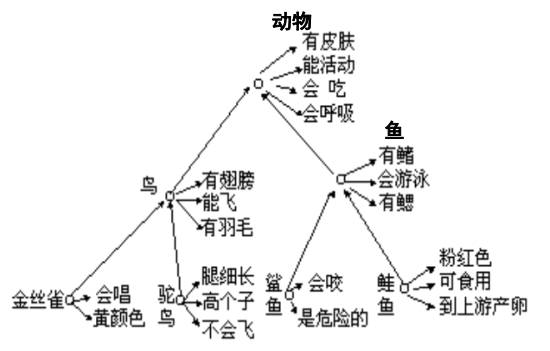 动物
有皮肤
能活动
会 吃
会呼吸
鱼
有鳍
会游泳
有鳃
鸟
有翅膀
能飞
有羽毛
金丝雀
会唱
黄颜色
驼鸟
腿细长
高个子
不会飞
鲨鱼
会咬
是危险的
鲑鱼
粉红色
可食用
到上游产卵